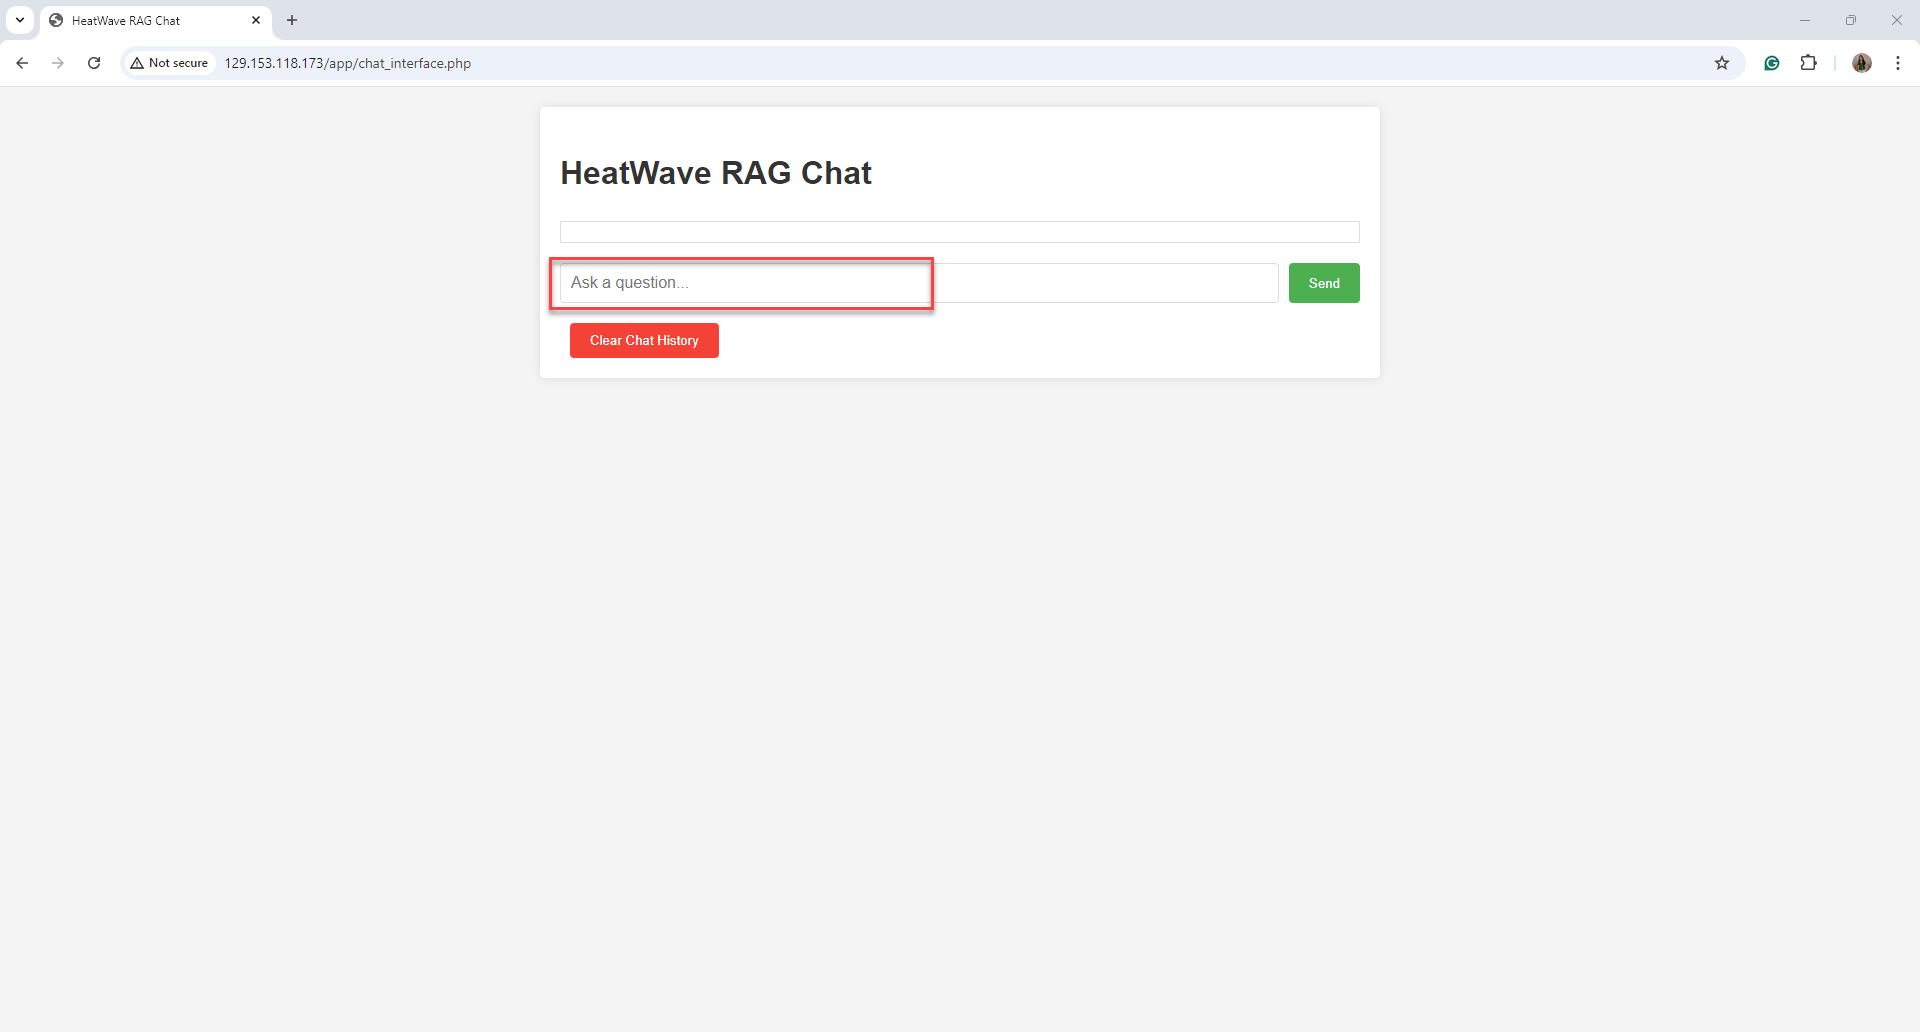 HeatWave RAG Chat
Not secure
129.153.118.173/app/chat_interface.php
HeatWave RAG Chat
Ask a question...
Send
Clear Chat History